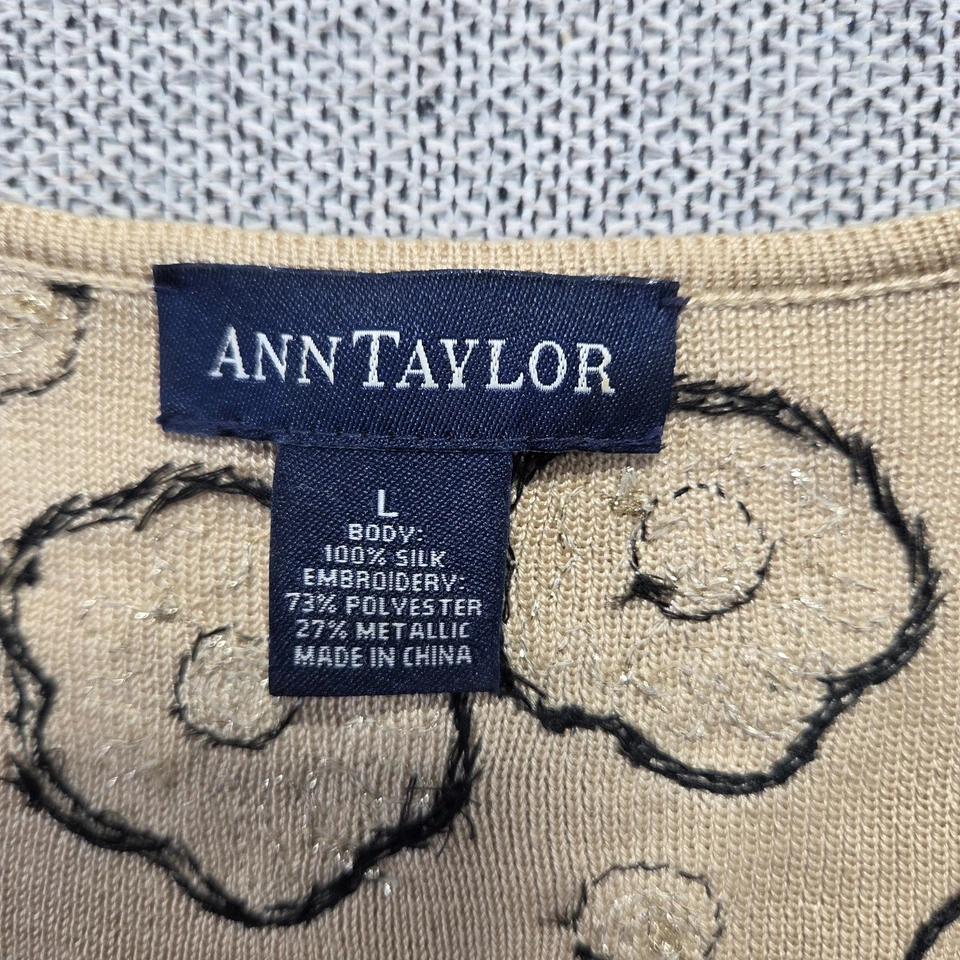 ANN TAYLOR
L
BODY:
100% SILK
EMBROIDERY:
73% POLYESTER
27% METALLIC
MADE IN CHINA